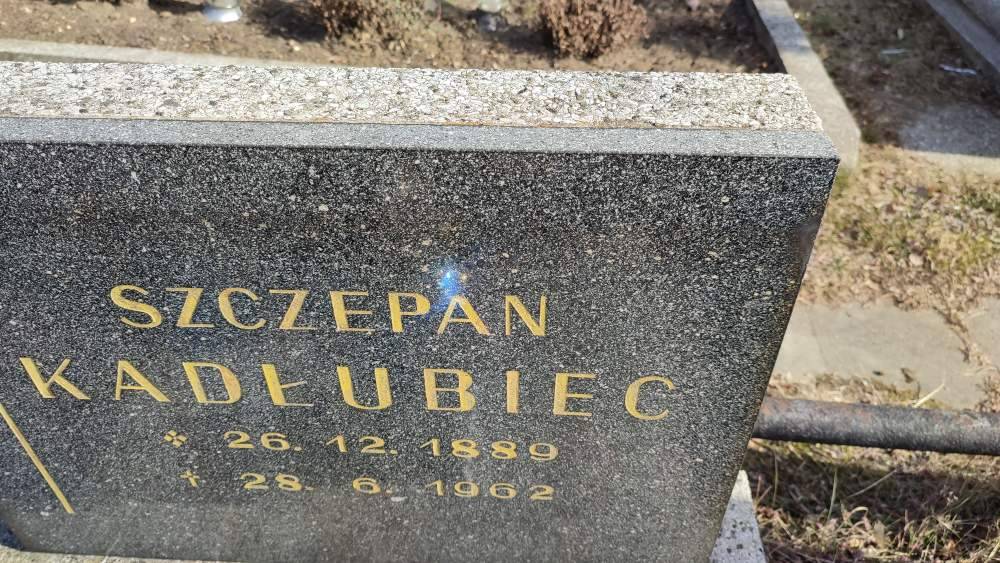 SZCZEPAN
KADŁUBIEC
* 26. 12. 1889
† 28. 6. 1962